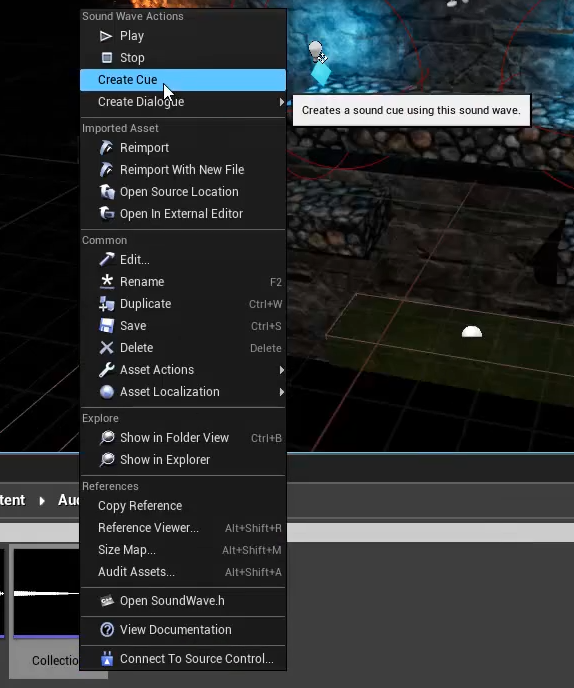 Sound Wave Actions
Play
Stop
Create Cue
Create Dialogue
Creates a sound cue using this sound wave.
Imported Asset
Reimport
Reimport With New File
Open Source Location
Open In External Editor
Common
Edit...
Rename F2
Duplicate Ctrl+W
Save Ctrl+S
Delete Delete
Asset Actions
Asset Localization
Explore
Show in Folder View Ctrl+B
Show in Explorer
References
Copy Reference
Reference Viewer... Alt+Shift+R
Size Map... Alt+Shift+M
Audit Assets... Alt+Shift+A
Open SoundWave.h
View Documentation
Connect To Source Control...
tent Aud
Collectio